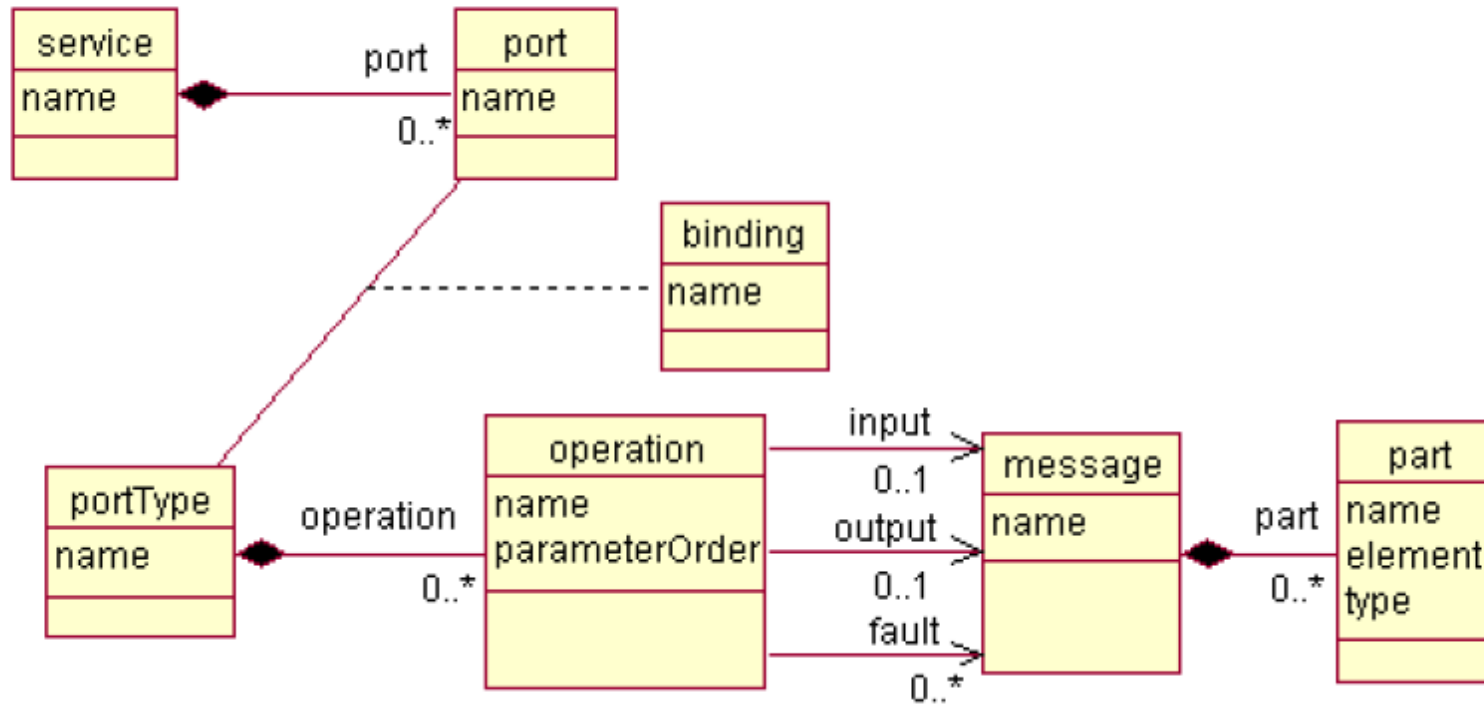 service
name
port
0..*
port
name
binding
name
portType
name
operation
0..*
operation
name
parameterOrder
input
0..1
output
0..1
fault
0..*
message
name
part
0..*
part
name
element
type